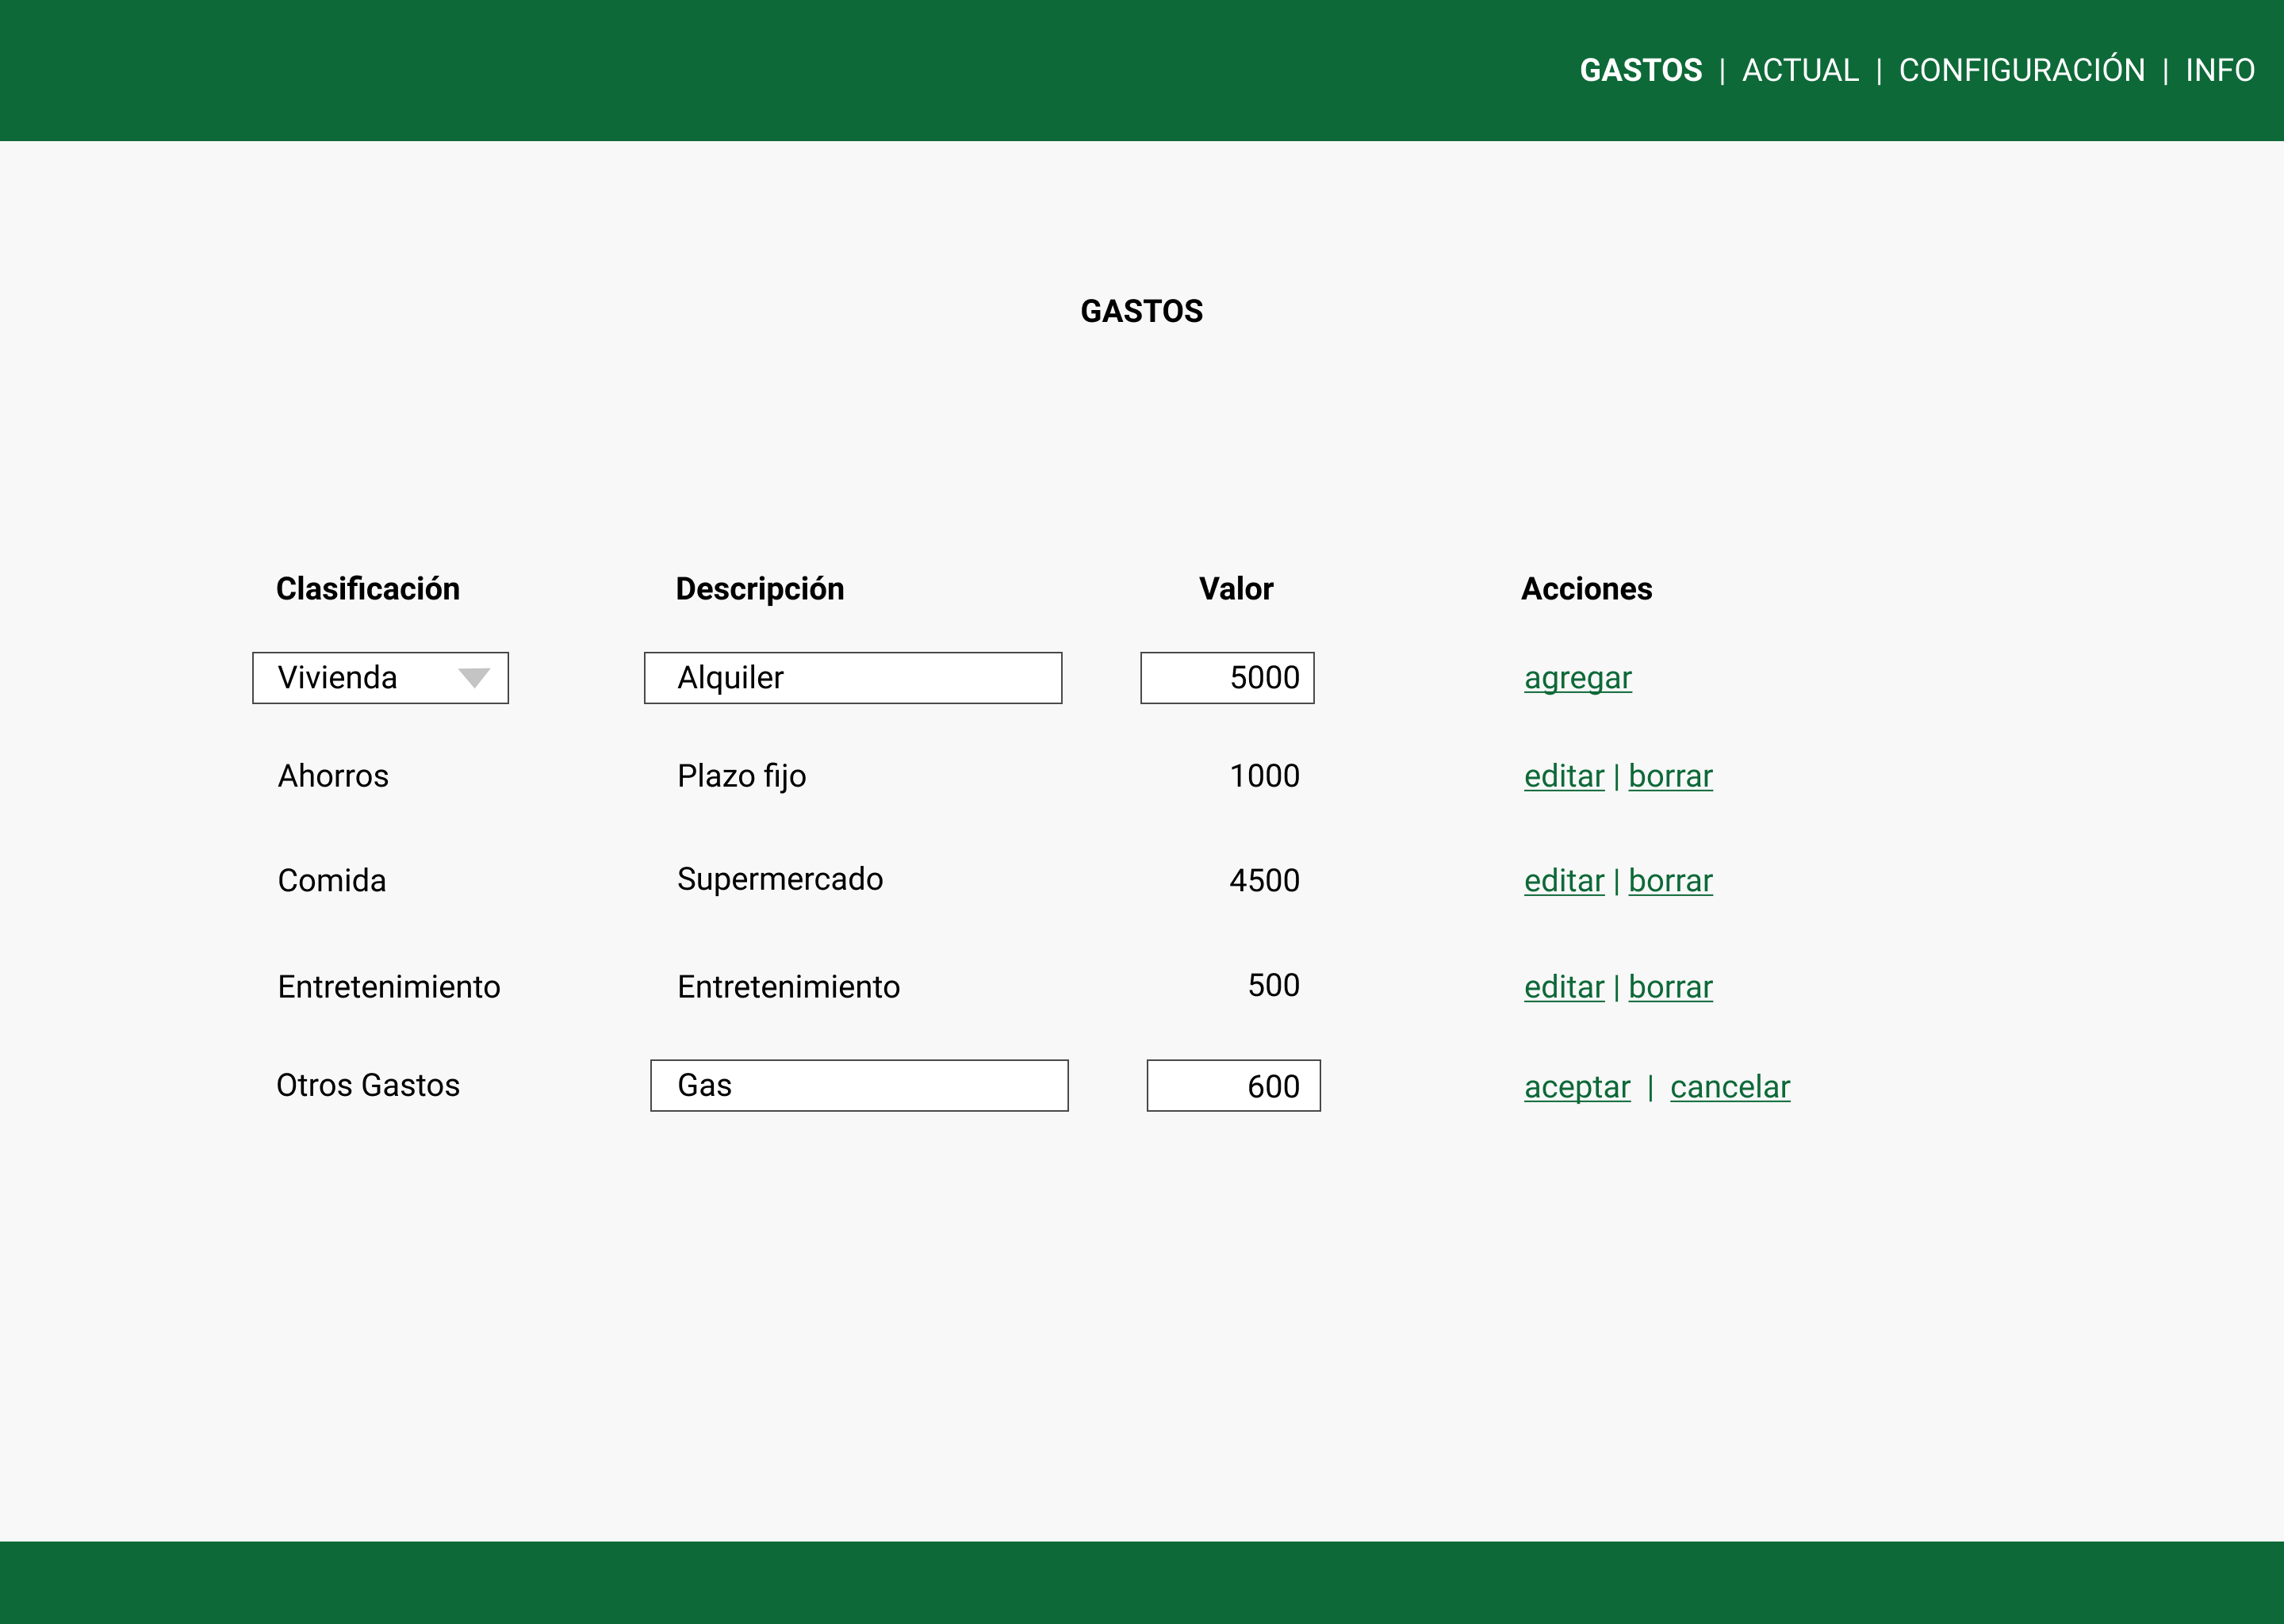 GASTOS | ACTUAL | CONFIGURACIÓN | INFO
GASTOS
Clasificación Descripción Valor Acciones
Vivienda Alquiler 5000 agregar
Ahorros Plazo fijo 1000 editar | borrar
Comida Supermercado 4500 editar | borrar
Entretenimiento Entretenimiento 500 editar | borrar
Otros Gastos Gas 600 aceptar | cancelar